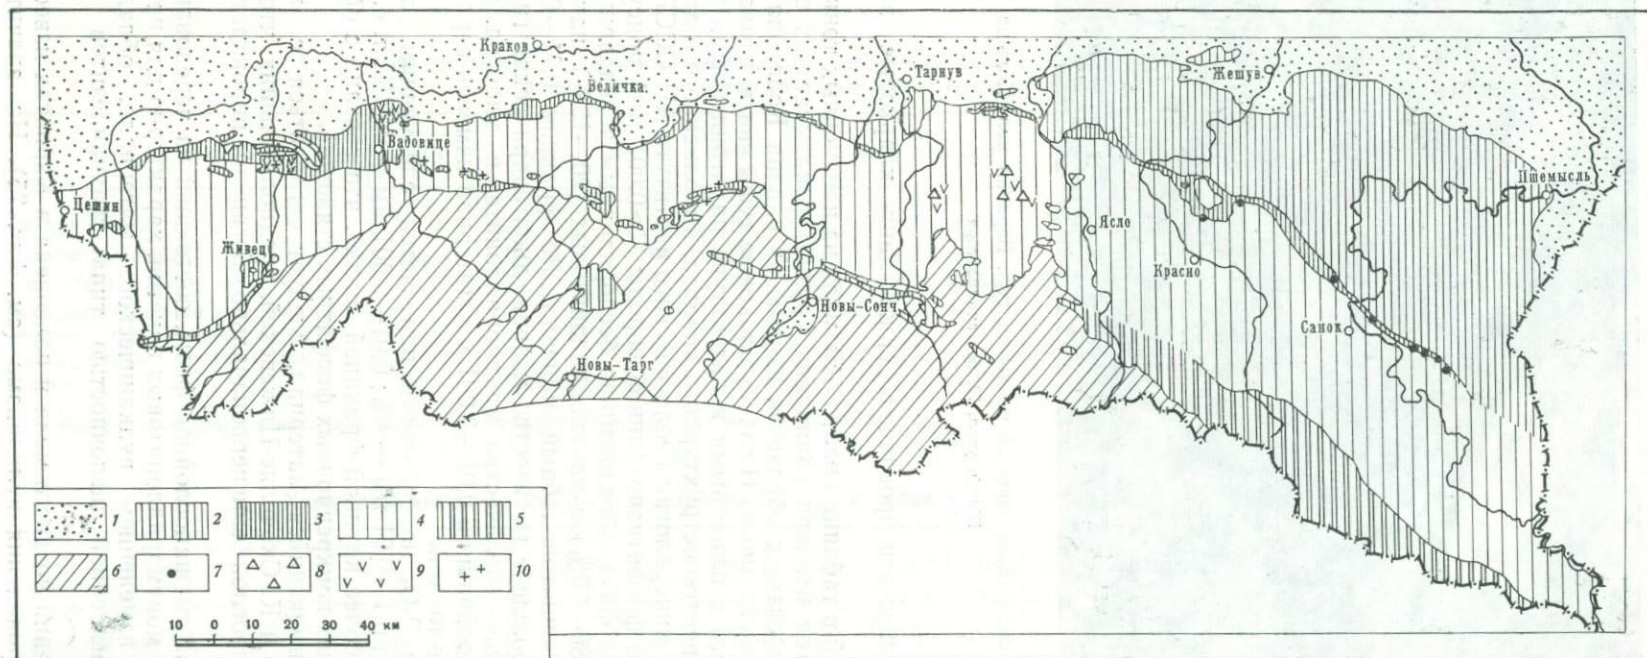 Краков
Тарнув
Жешув
Величка
Вадовице
Пшемысль
Цешин
Живец
Ясло
Красно
Новы-Сонч
Санок
Новы-Тарг
1 2 3 4 5
6 7 8 9 10
10 0 10 20 30 40 км